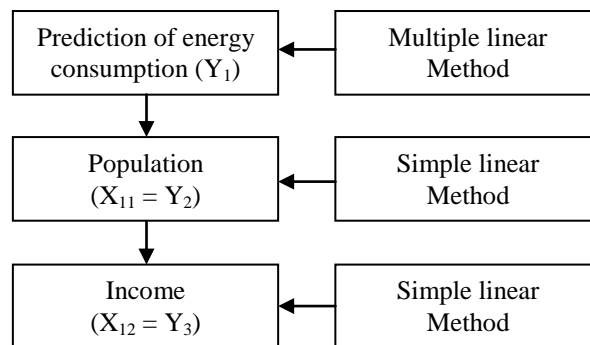 Prediction of energy
consumption (Y₁)
Multiple linear
Method
Population
(X₁₁ = Y₂)
Simple linear
Method
Income
(X₁₂ = Y₃)
Simple linear
Method